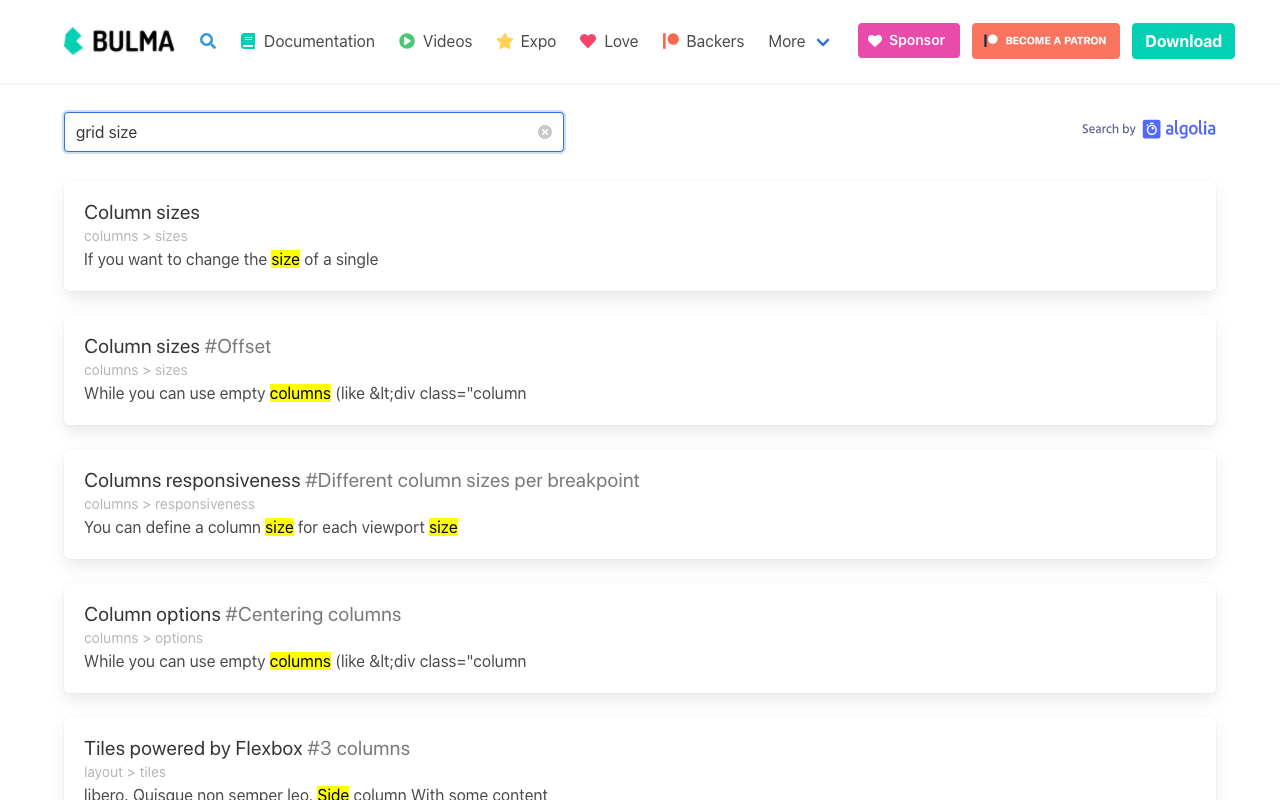 BULMA Documentation Videos Expo Love Backers More Sponsor BECOME A PATRON Download
grid size
Search by algolia
Column sizes
columns > sizes
If you want to change the size of a single
Column sizes #Offset
columns > sizes
While you can use empty columns (like &lt;div class="column
Columns responsiveness #Different column sizes per breakpoint
columns > responsiveness
You can define a column size for each viewport size
Column options #Centering columns
columns > options
While you can use empty columns (like &lt;div class="column
Tiles powered by Flexbox #3 columns
layout > tiles
libero. Quisque non semper leo. Side column With some content